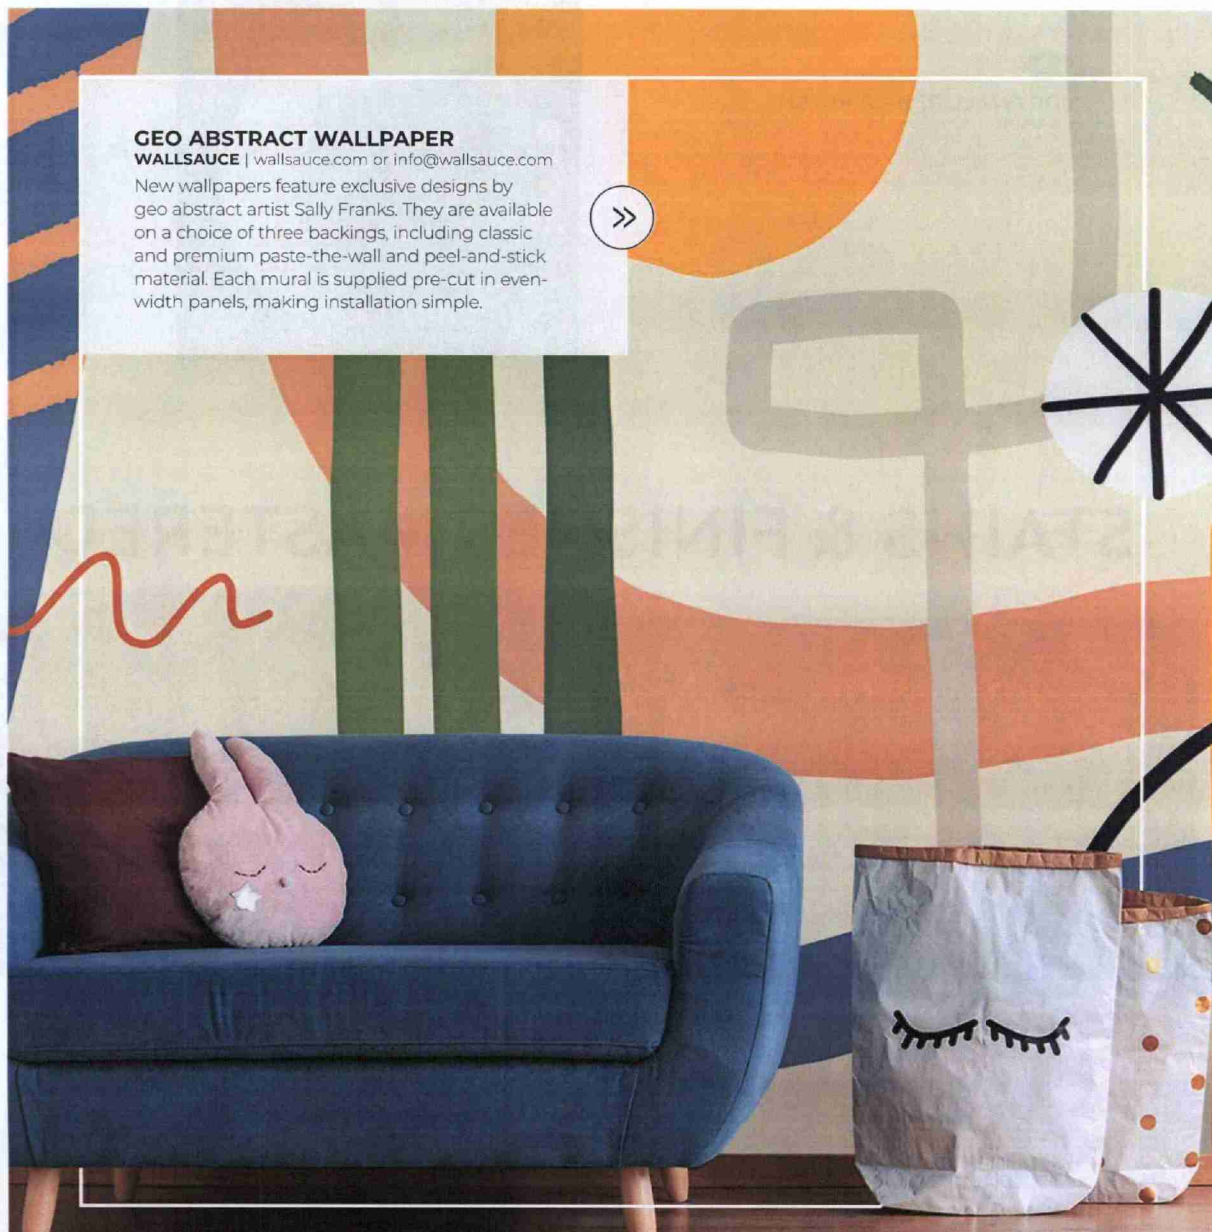 GEO ABSTRACT WALLPAPER
WALLSAUCE | wallsauce.com or info@wallsauce.com
New wallpapers feature exclusive designs by
geo abstract artist Sally Franks. They are available
on a choice of three backings, including classic
and premium paste-the-wall and peel-and-stick
material. Each mural is supplied pre-cut in even-
width panels, making installation simple.